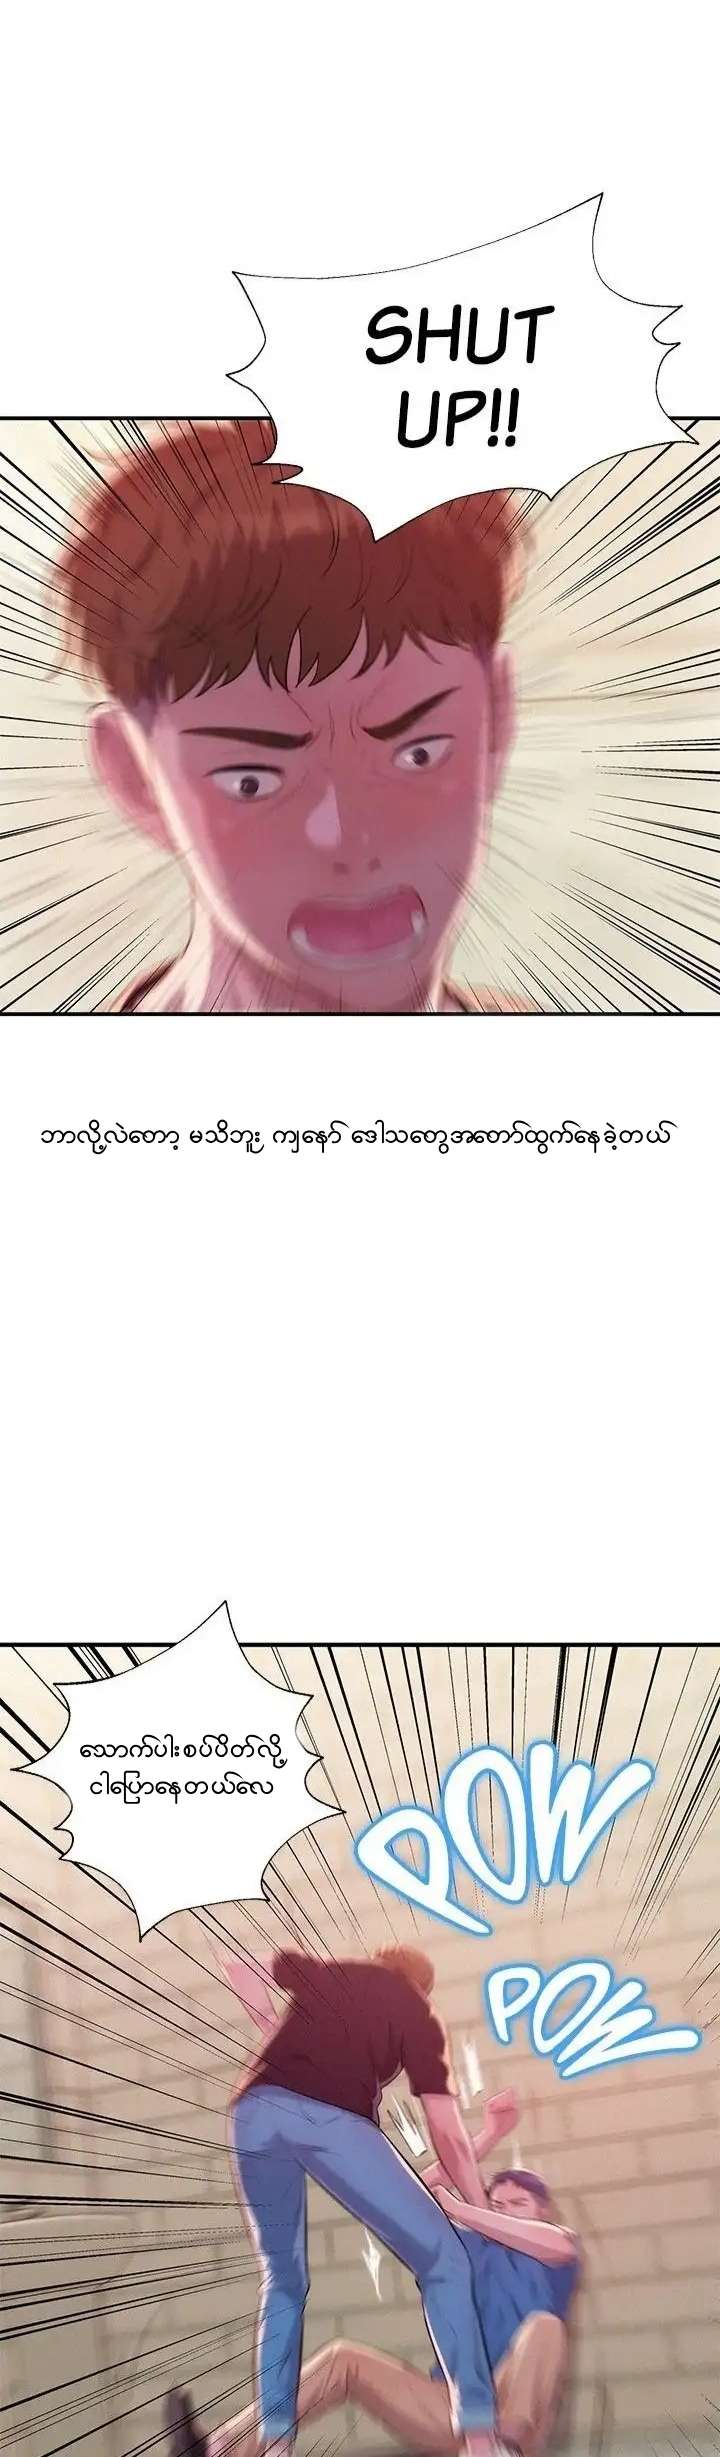 SHUT
UP!!
ဘာလို့လဲတော့ မသိဘူး ကျနော် ဒေါသတွေအတော်ထွက်နေခဲ့တယ်
သောက်ပါးစပ်ပိတ်လို့
ငါပြောနေတယ်လေ
POW
POW